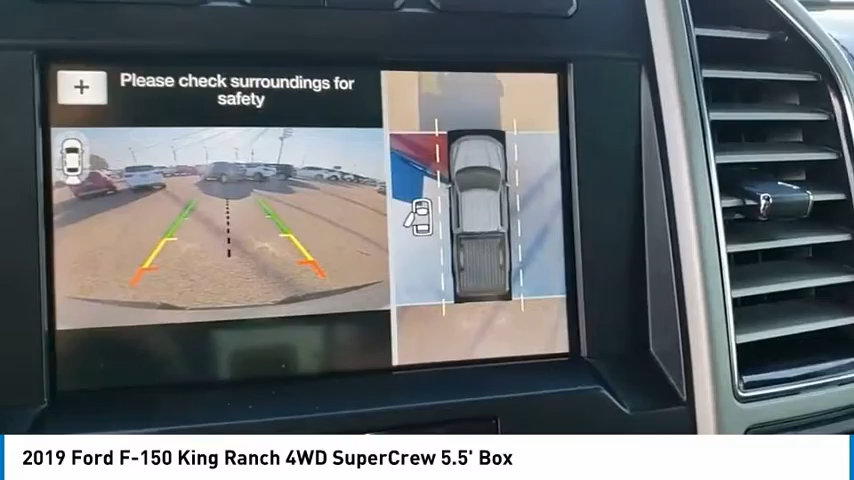 +
Please check surroundings for
safety
2019 Ford F-150 King Ranch 4WD SuperCrew 5.5' Box